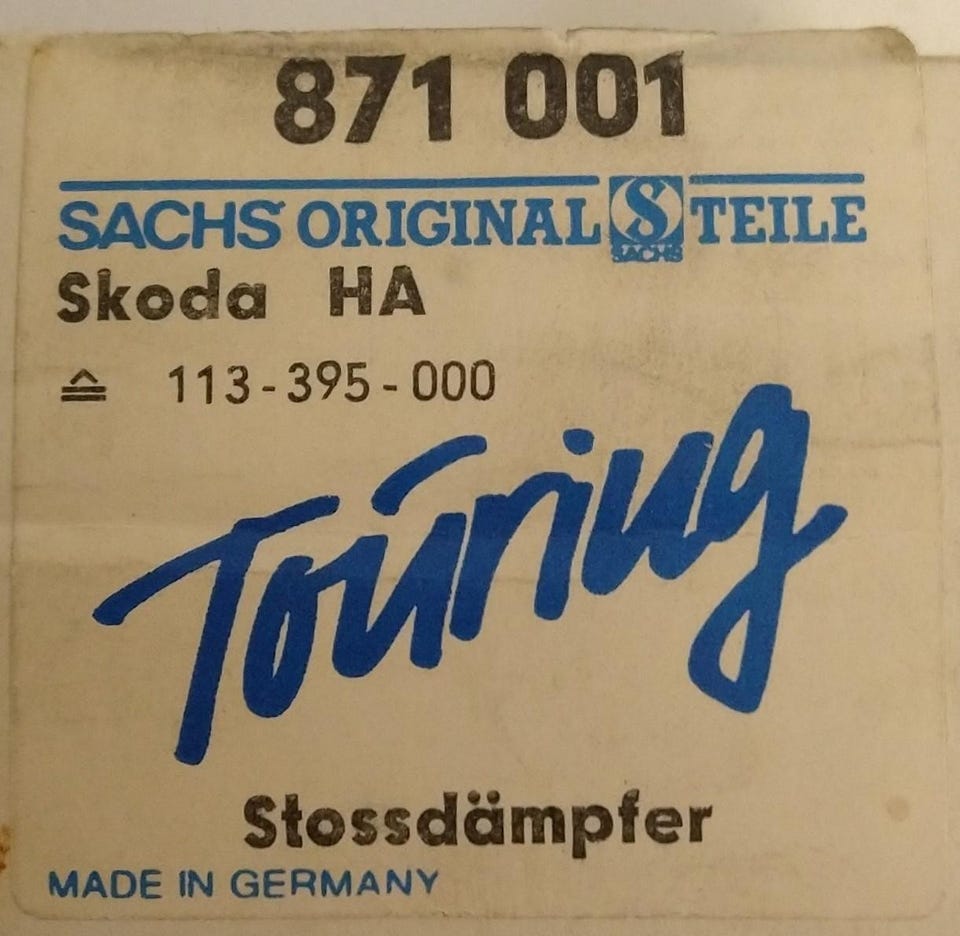 871 001
SACHS ORIGINAL S SACHS TEILE
Skoda HA
≙ 113-395-000
Touring
Stossdämpfer
MADE IN GERMANY